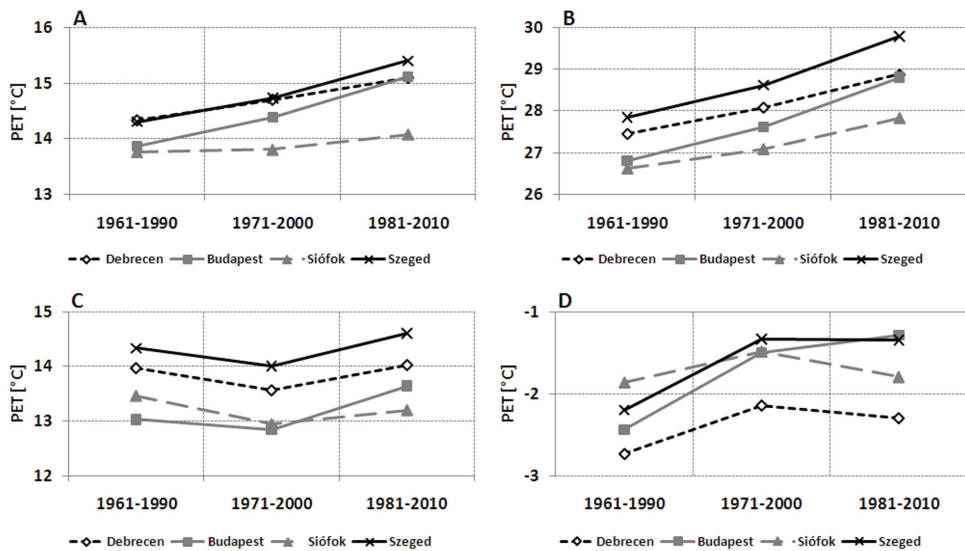 A
B
PET [°C]
16
15
14
13
1961-1990 1971-2000 1981-2010
Debrecen Budapest Siófok Szeged
PET [°C]
30
29
28
27
26
1961-1990 1971-2000 1981-2010
Debrecen Budapest Siófok Szeged
C
D
PET [°C]
15
14
13
12
1961-1990 1971-2000 1981-2010
Debrecen Budapest Siófok Szeged
PET [°C]
-1
-2
-3
1961-1990 1971-2000 1981-2010
Debrecen Budapest Siófok Szeged